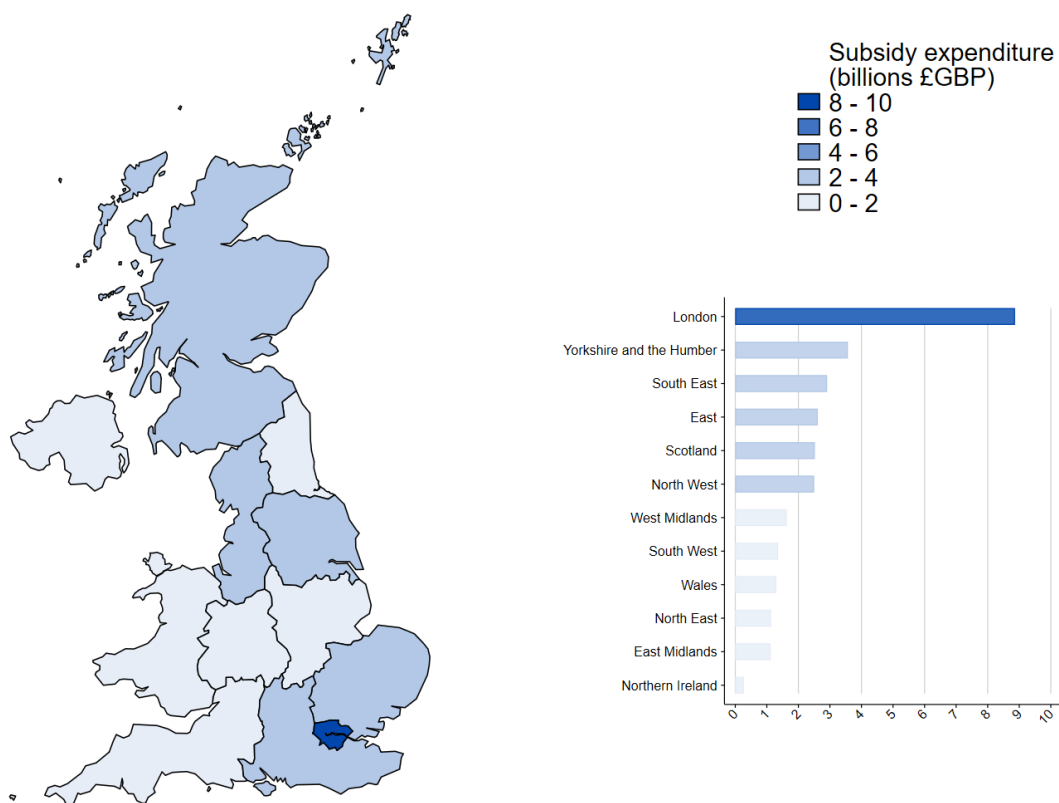 Subsidy expenditure
(billions £GBP)
8 - 10
6 - 8
4 - 6
2 - 4
0 - 2
London
Yorkshire and the Humber
South East
East
Scotland
North West
West Midlands
South West
Wales
North East
East Midlands
Northern Ireland
0 1 2 3 4 5 6 7 8 9 10